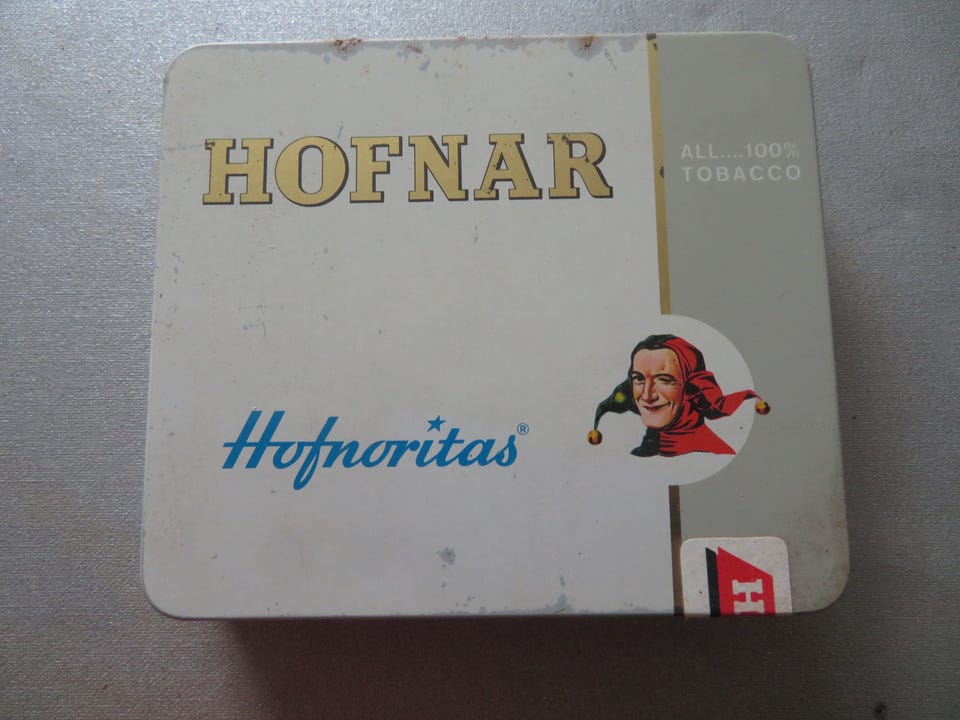 HOFNAR
ALL....100%
TOBACCO
Hofnoritas®
H